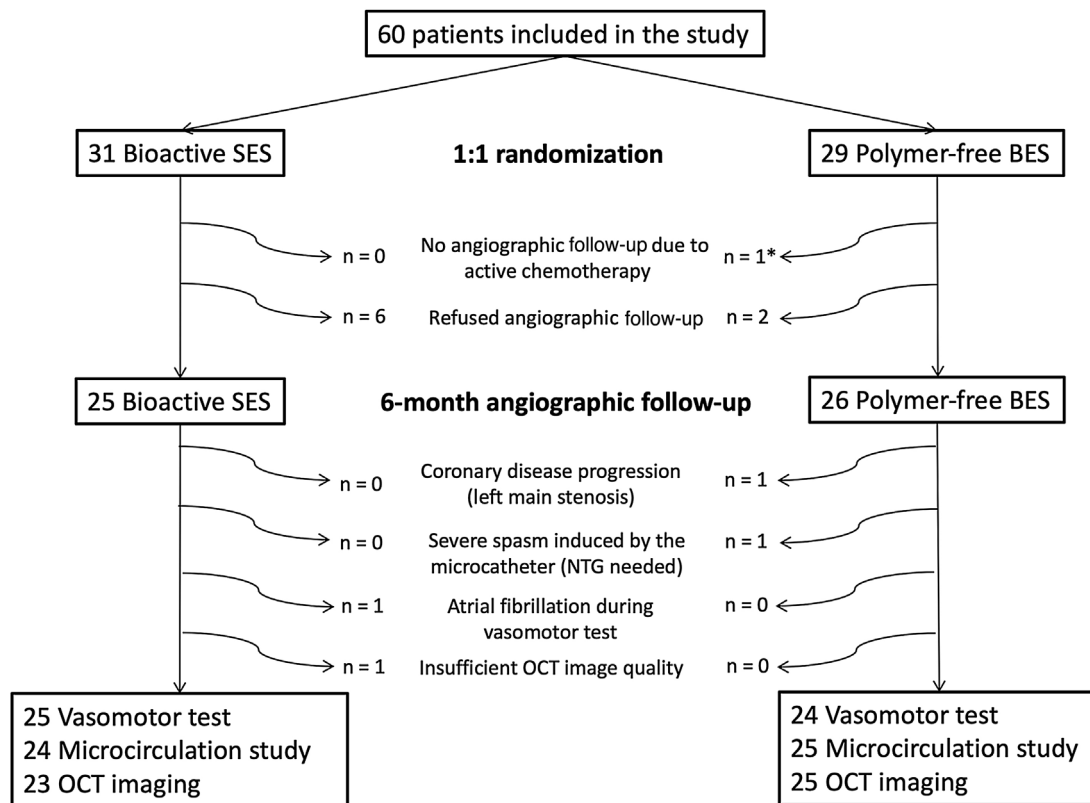 60 patients included in the study
31 Bioactive SES
1:1 randomization
29 Polymer-free BES
n = 0
No angiographic follow-up due to
active chemotherapy
n = 1*
n = 6
Refused angiographic follow-up
n = 2
25 Bioactive SES
6-month angiographic follow-up
26 Polymer-free BES
n = 0
Coronary disease progression
(left main stenosis)
n = 1
n = 0
Severe spasm induced by the
microcatheter (NTG needed)
n = 1
n = 1
Atrial fibrillation during
vasomotor test
n = 0
n = 1
Insufficient OCT image quality
n = 0
25 Vasomotor test
24 Microcirculation study
23 OCT imaging
24 Vasomotor test
25 Microcirculation study
25 OCT imaging